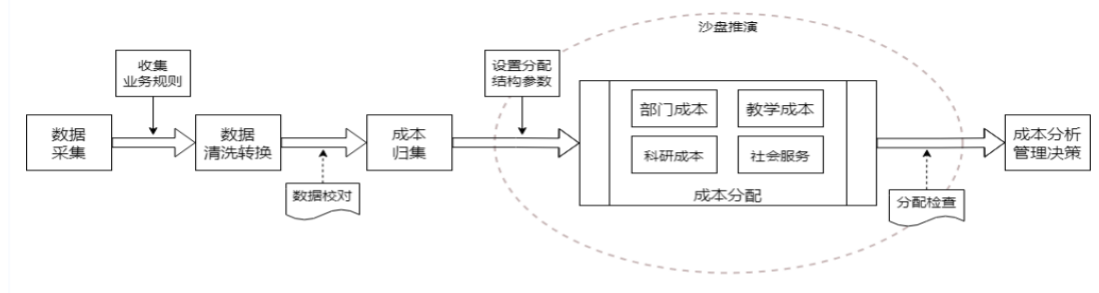 沙盘推演
收集
业务规则
设置分配
结构参数
数据
采集
数据
清洗转换
成本
归集
部门成本
教学成本
科研成本
社会服务
成本分配
成本分析
管理决策
数据校对
分配检查